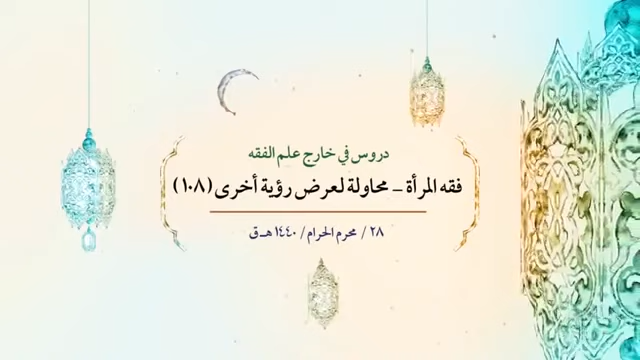 دروس في خارج علم الفقه
فقه المرأة - محاولة لعرض رؤية أخرى (١٠٨)
٢٨ / محرم الحرام / ١٤٤٠ هـ ق